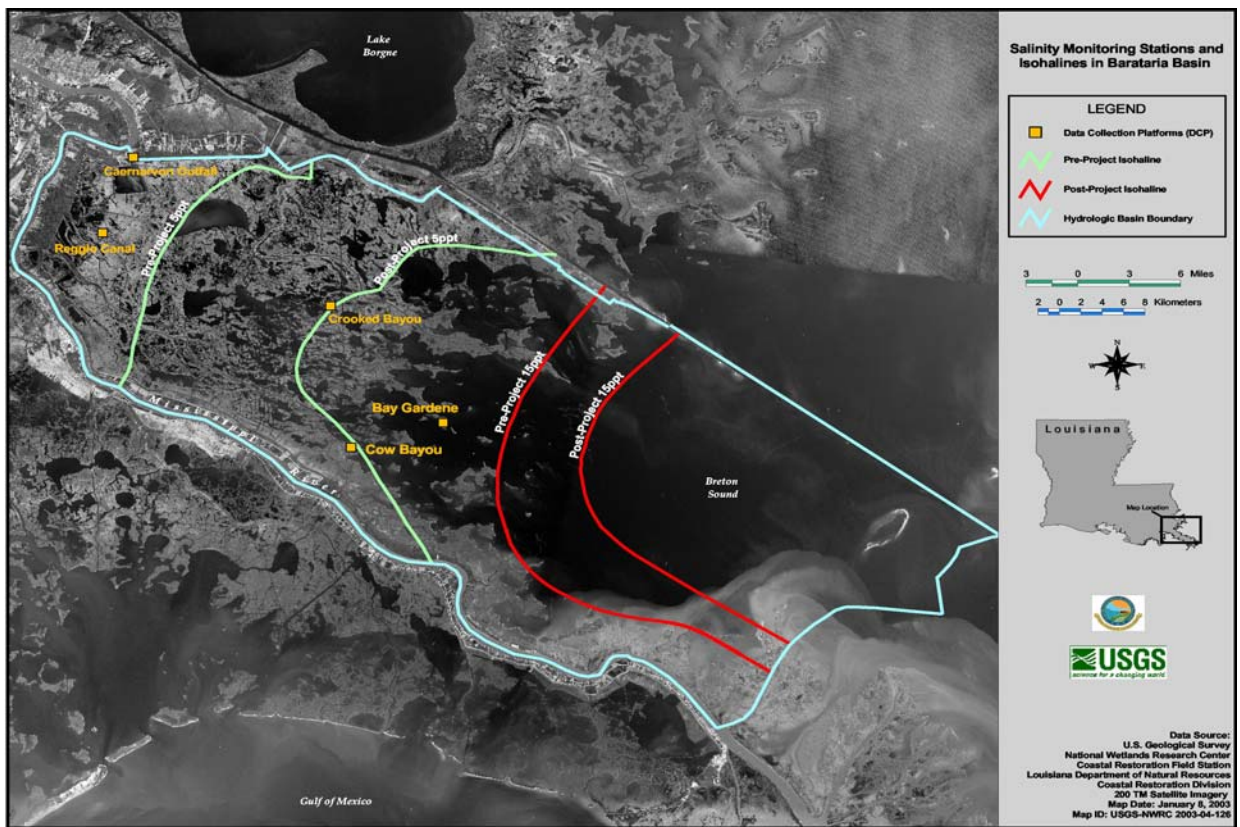 Lake
Borgne
Caernarvon Outfall
Reggio Canal
Pre-Project 5ppt
Post-Project 5ppt
Crooked Bayou
Bay Gardene
Cow Bayou
Mississippi River
Pre-Project 15ppt
Post-Project 15ppt
Breton
Sound
Gulf of Mexico
Salinity Monitoring Stations and
Isohalines in Barataria Basin
LEGEND
Data Collection Platforms (DCP)
Pre-Project Isohaline
Post-Project Isohaline
Hydrologic Basin Boundary
3 0 3 6 Miles
2 0 2 4 6 8 Kilometers
N
W E
S
Louisiana
Map Location
USGS
science for a changing world
Data Source:
U.S. Geological Survey
National Wetlands Research Center
Coastal Restoration Field Station
Louisiana Department of Natural Resources
Coastal Restoration Division
200 TM Satellite Imagery
Map Date: January 8, 2003
Map ID: USGS-NWRC 2003-04-126